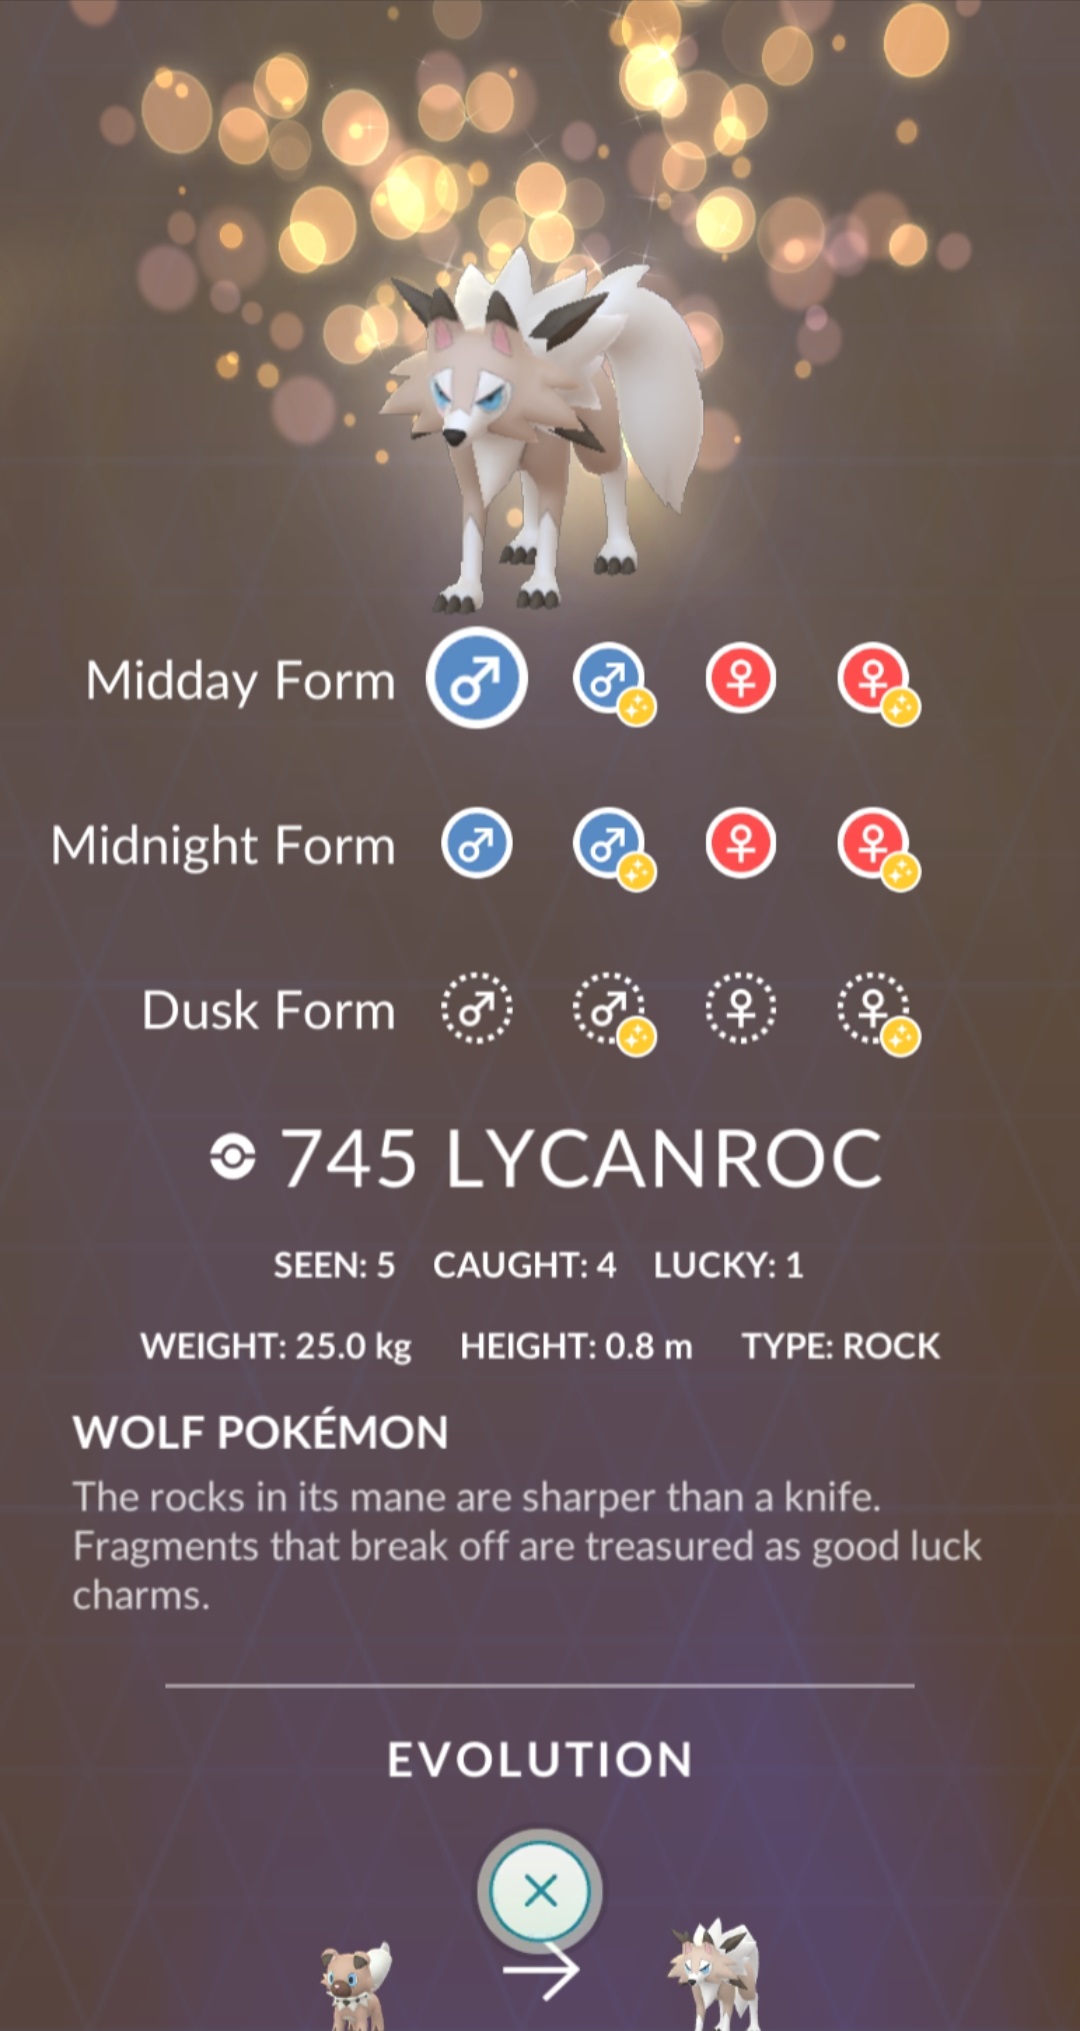 Midday Form
Midnight Form
Dusk Form
745 LYCANROC
SEEN: 5 CAUGHT: 4 LUCKY: 1
WEIGHT: 25.0 kg HEIGHT: 0.8 m TYPE: ROCK
WOLF POKÉMON
The rocks in its mane are sharper than a knife.
Fragments that break off are treasured as good luck
charms.
EVOLUTION